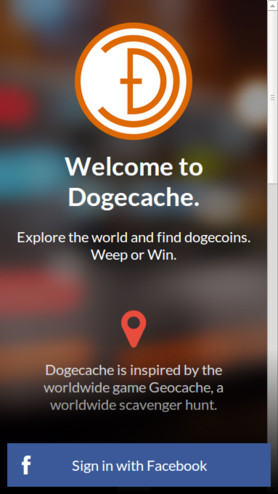 Welcome to
Dogecache.
Explore the world and find dogecoins.
Weep or Win.
Dogecache is inspired by the
worldwide game Geocache, a
worldwide scavenger hunt.
f Sign in with Facebook